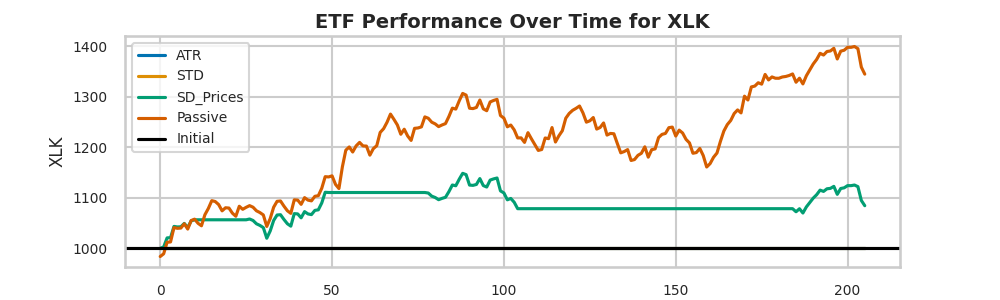 ETF Performance Over Time for XLK
1400
1300
1200
1100
1000
XLK
ATR
STD
SD_Prices
Passive
Initial
0
50
100
150
200